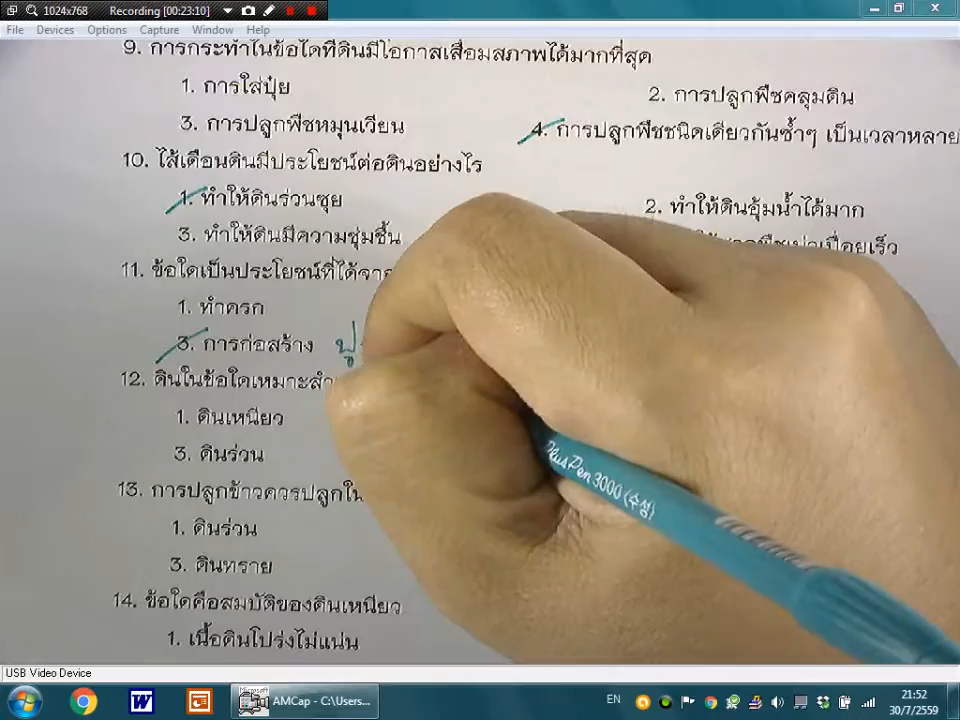 1024x768 Recording [00:23:10]
File Devices Options Capture Window Help
9. การกระทำในข้อใดที่ดินมีโอกาสเสื่อมสภาพได้มากที่สุด
1. การใส่ปุ๋ย
2. การปลูกพืชคลุมดิน
3. การปลูกพืชหมุนเวียน
4. การปลูกพืชชนิดเดียวกันซ้ำๆ เป็นเวลาหลาย
10. ไส้เดือนดินมีประโยชน์ต่อดินอย่างไร
1. ทำให้ดินร่วนซุย
2. ทำให้ดินอุ้มน้ำได้มาก
3. ทำให้ดินมีความชุ่มชื้น
เน่าเปื่อยเร็ว
11. ข้อใดเป็นประโยชน์ที่ได้จาก
1. ทำครก
3. การก่อสร้าง ปู
12. ดินในข้อใดเหมาะสำ
1. ดินเหนียว
3. ดินร่วน
13. การปลูกข้าวควรปลูกใน
1. ดินร่วน
3. ดินทราย
14. ข้อใดคือสมบัติของดินเหนียว
1. เนื้อดินโปร่งไม่แน่น
Plus Pen 3000 (수성)
USB Video Device
Microsoft
AMCap - C:\Users...
EN
21:52
30/7/2559